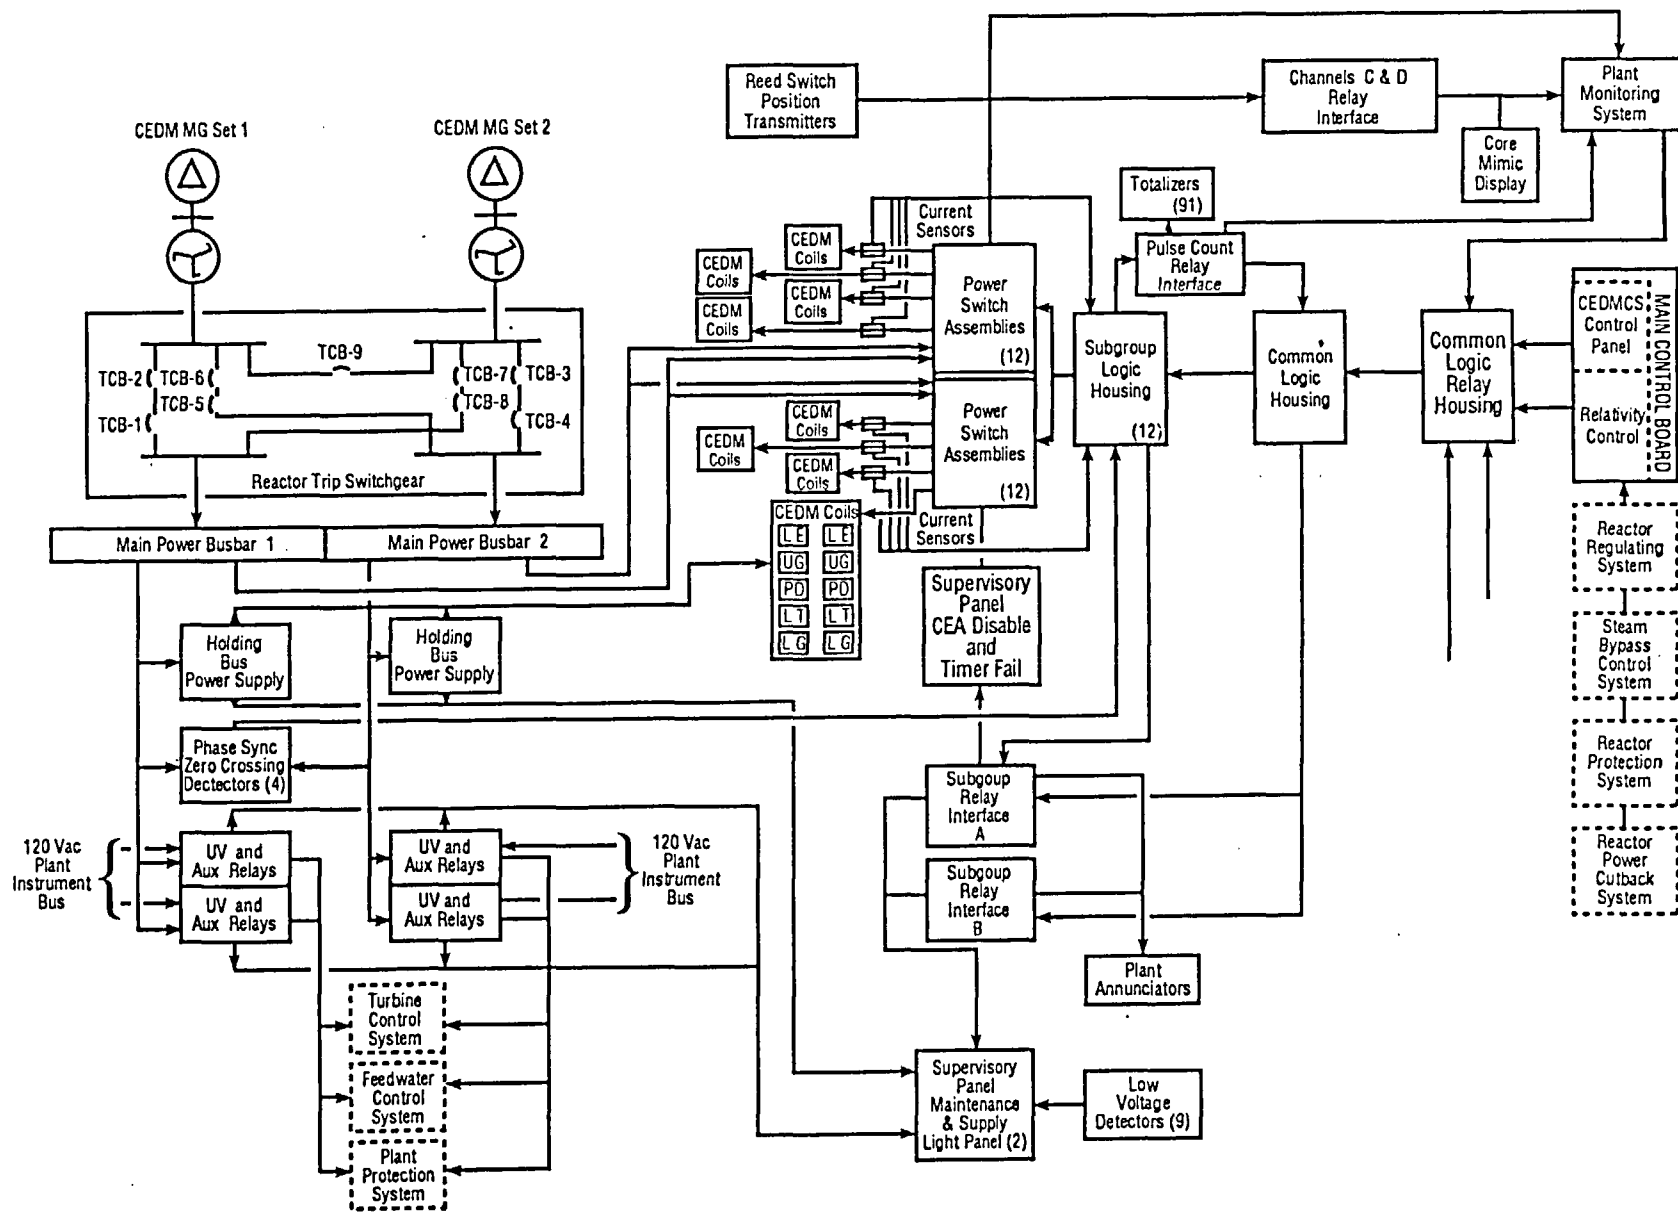 Reed Switch
Position
Transmitters
Channels C & D
Relay
Interface
Plant
Monitoring
System
Core
Mimic
Display
CEDM MG Set 1
CEDM MG Set 2
Totalizers
(91)
Pulse Count
Relay
Interface
Current
Sensors
CEDM
Coils
CEDM
Coils
CEDM
Coils
CEDM
Coils
Power
Switch
Assemblies
(12)
Power
Switch
Assemblies
(12)
Subgroup
Logic
Housing
(12)
Common
Logic
Housing
Common
Logic
Relay
Housing
CEDMCS
Control
Panel
Relativity
Control
MAIN CONTROL BOARD
TCB-9
TCB-2
TCB-6
TCB-5
TCB-1
TCB-7
TCB-8
TCB-3
TCB-4
Reactor Trip Switchgear
CEDM
Coils
CEDM
Coils
CEDM
Coils
CEDM Coils
LE LE
UG UG
PD PD
LT LT
LG LG
Current
Sensors
Main Power Busbar 1
Main Power Busbar 2
Supervisory
Panel
CEA Disable
and
Timer Fail
Reactor
Regulating
System
Steam
Bypass
Control
System
Reactor
Protection
System
Reactor
Power
Cutback
System
Holding
Bus
Power Supply
Holding
Bus
Power Supply
Phase Sync
Zero Crossing
Dectectors (4)
Subgoup
Relay
Interface
A
Subgoup
Relay
Interface
B
120 Vac
Plant
Instrument
Bus
UV and
Aux Relays
UV and
Aux Relays
UV and
Aux Relays
UV and
Aux Relays
120 Vac
Plant
Instrument
Bus
Plant
Annunciators
Turbine
Control
System
Feedwater
Control
System
Plant
Protection
System
Supervisory
Panel
Maintenance
& Supply
Light Panel (2)
Low
Voltage
Detectors (9)